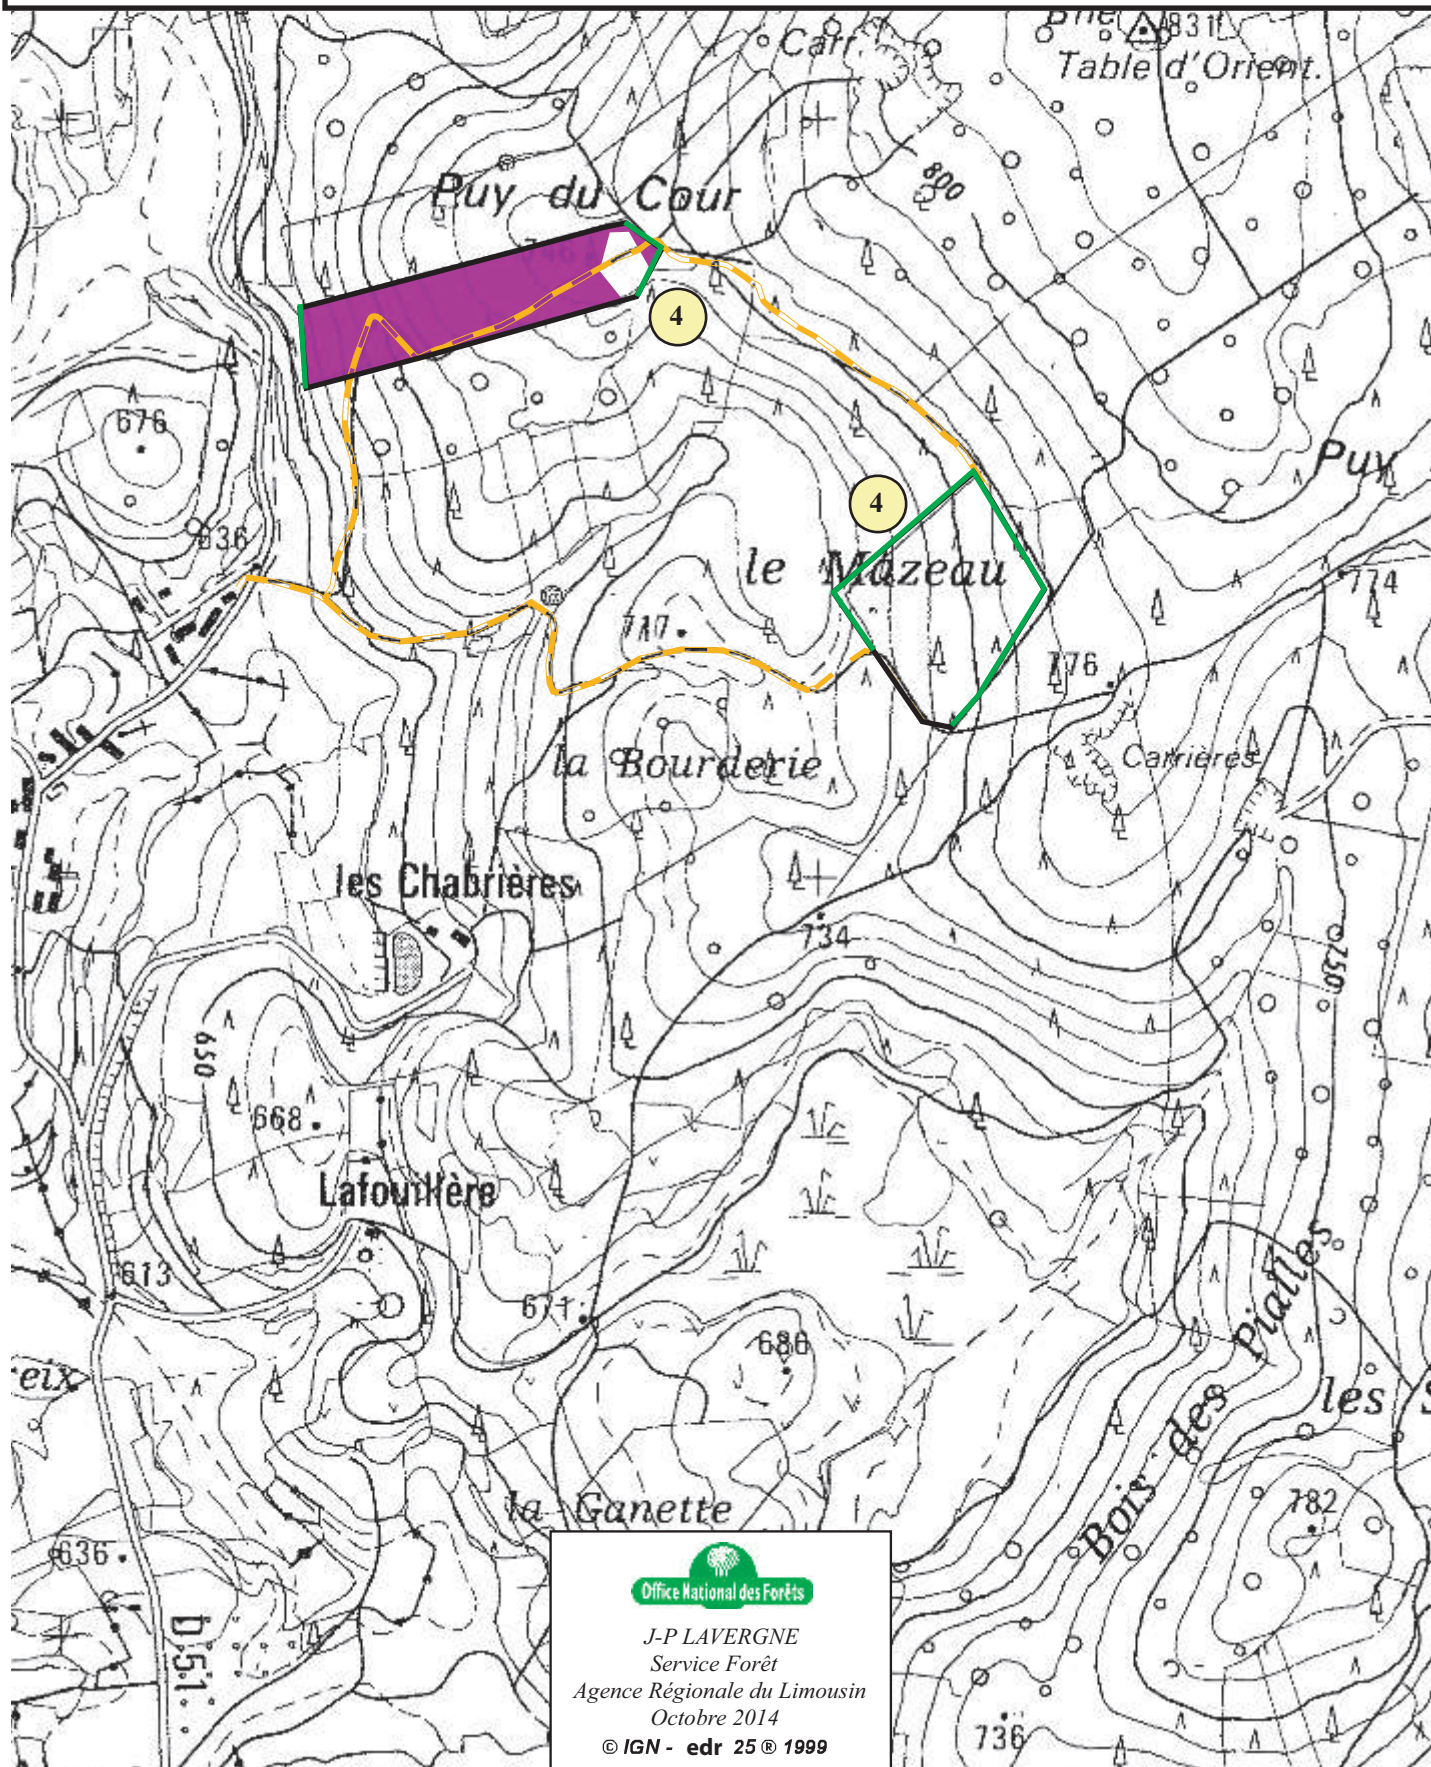 Carr.
831
Table d'Orient.
800
Puy du Cour
746
4
676
Puy
4
636
le Mazeau
774
717
776
la Bourderie
Carrières
les Chabrières
734
750
650
668
Lafouillère
613
671
686
Bois des Pialles
eix
les S
la Ganette
782
636
Office National des Forêts
D.51
J-P LAVERGNE
Service Forêt
Agence Régionale du Limousin
Octobre 2014
736
© IGN - edr 25 ® 1999